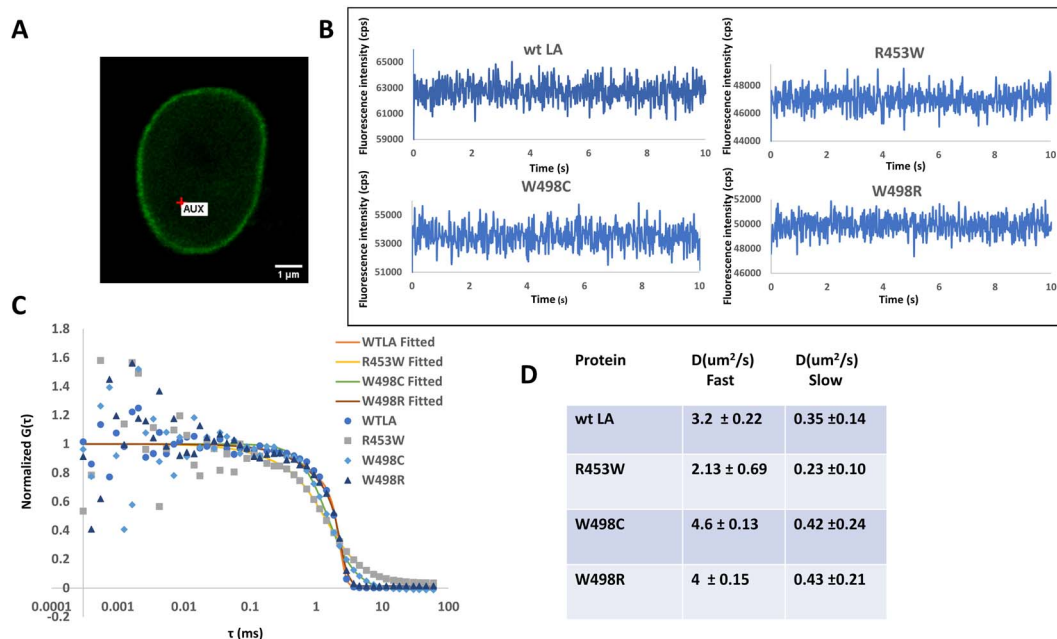 A
AUX
1 μm
B
wt LA
Fluorescence intensity (cps)
65000
63000
61000
59000
0
2
4
6
8
10
Time (s)
R453W
Fluorescence intensity (cps)
48000
46000
44000
0
2
4
6
8
10
Time (s)
W498C
Fluorescence intensity (cps)
55000
53000
51000
0
2
4
6
8
10
Time (s)
W498R
Fluorescence intensity (cps)
52000
50000
48000
46000
0
2
4
6
8
10
Time (s)
C
Normalized G(τ)
1.8
1.6
1.4
1.2
1
0.8
0.6
0.4
0.2
0
-0.2
0.0001
0.001
0.01
0.1
1
10
100
τ (ms)
WTLA Fitted
R453W Fitted
W498C Fitted
W498R Fitted
WTLA
R453W
W498C
W498R
D
Protein D(um²/s) D(um²/s)
Fast Slow
wt LA 3.2 ± 0.22 0.35 ±0.14
R453W 2.13 ± 0.69 0.23 ± 0.10
W498C 4.6 ± 0.13 0.42 ±0.24
W498R 4 ± 0.15 0.43 ±0.21